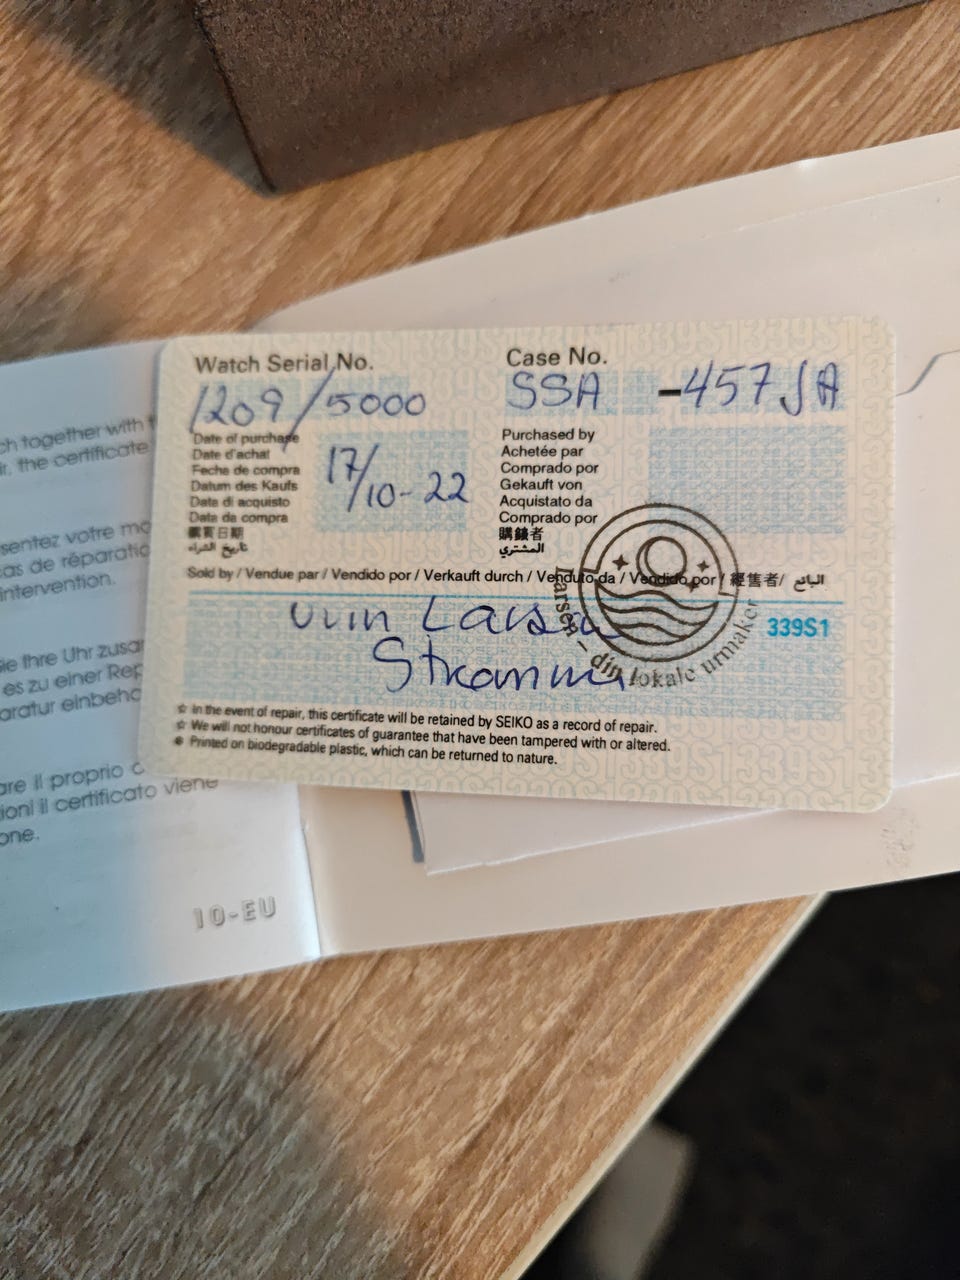 Watch Serial No.
1209/5000
Case No.
SSA -457JA
Date of purchase
Date d'achat
Fecha de compra
Datum des Kaufs
Data di acquisto
Data da compra
購買日期
تاريخ الشراء
17/10-22
Purchased by
Achetée par
Comprado por
Gekauft von
Acquistato da
Comprado por
購錶者
المشتري
Sold by / Vendue par / Vendido por / Verkauft durch / Venduto da / Vendido por / 經售者/ البائع
Larsen – din lokale urmaker
339S1
☆ In the event of repair, this certificate will be retained by SEIKO as a record of repair.
☆ We will not honour certificates of guarantee that have been tampered with or altered.
Printed on biodegradable plastic, which can be returned to nature.
ch together with
the certificate
sentez votre
as de réparatio
intervention.
ie Ihre Uhr zusa
es zu einer Rep
aratur einbeho
are il proprio
ioni il certificato viene
one.
10-EU